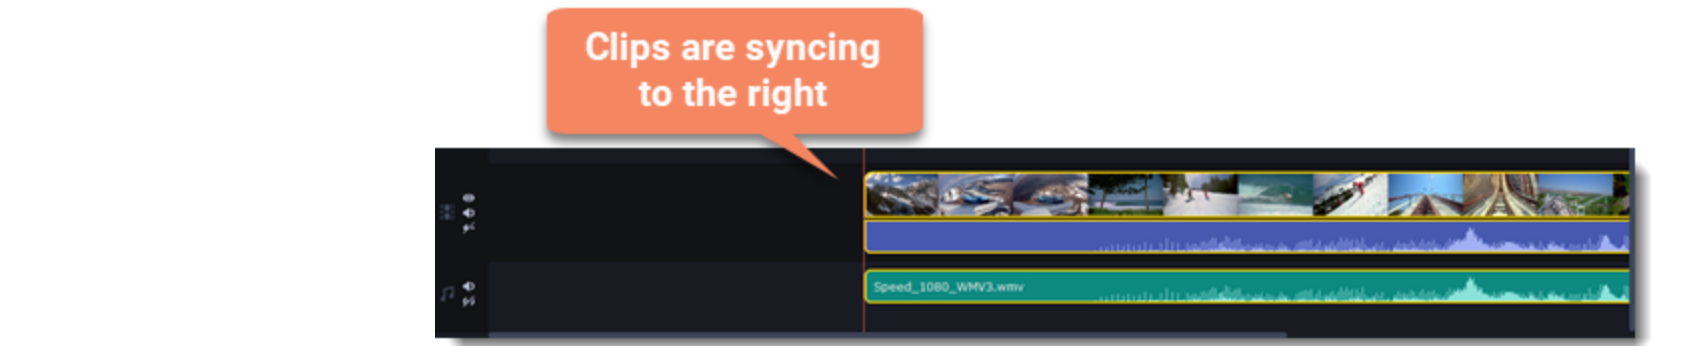 Clips are syncing
to the right
Speed_1080_WMV3.wmv